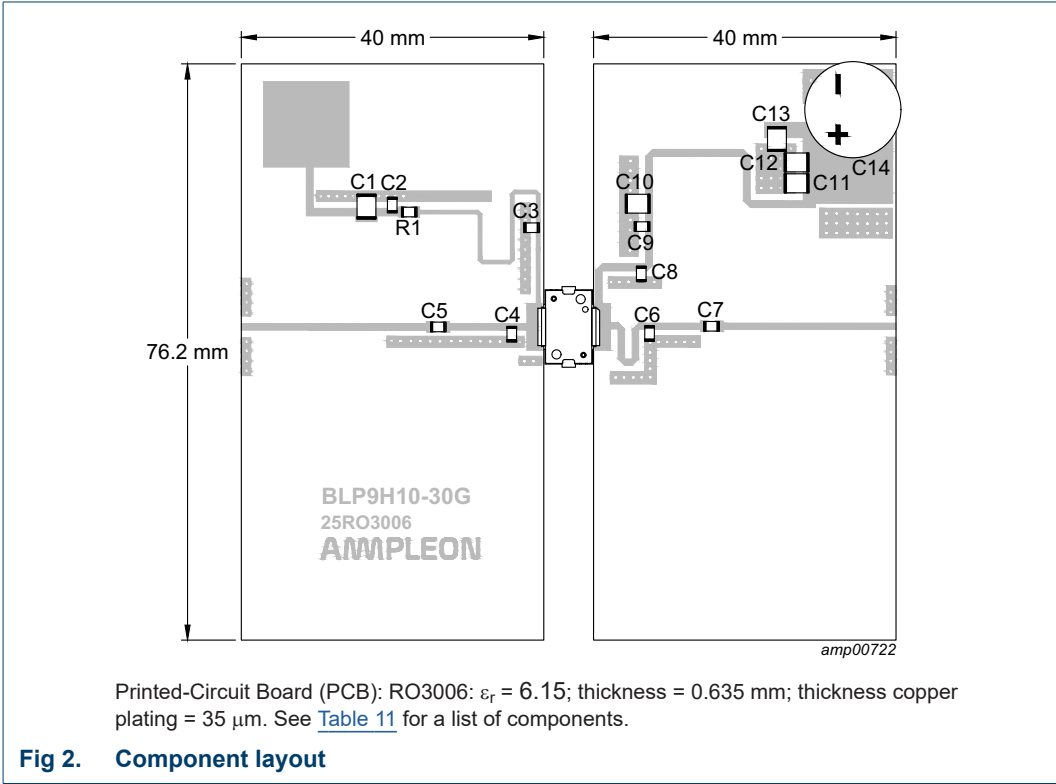 40 mm
40 mm
C13
C12
C14
C11
C1
C2
C10
R1
C3
C9
C8
C5
C4
C6
C7
76.2 mm
BLP9H10-30G
25RO3006
AMPLEON
amp00722
Printed-Circuit Board (PCB): RO3006: εr = 6.15; thickness = 0.635 mm; thickness copper
plating = 35 μm. See Table 11 for a list of components.
Fig 2. Component layout